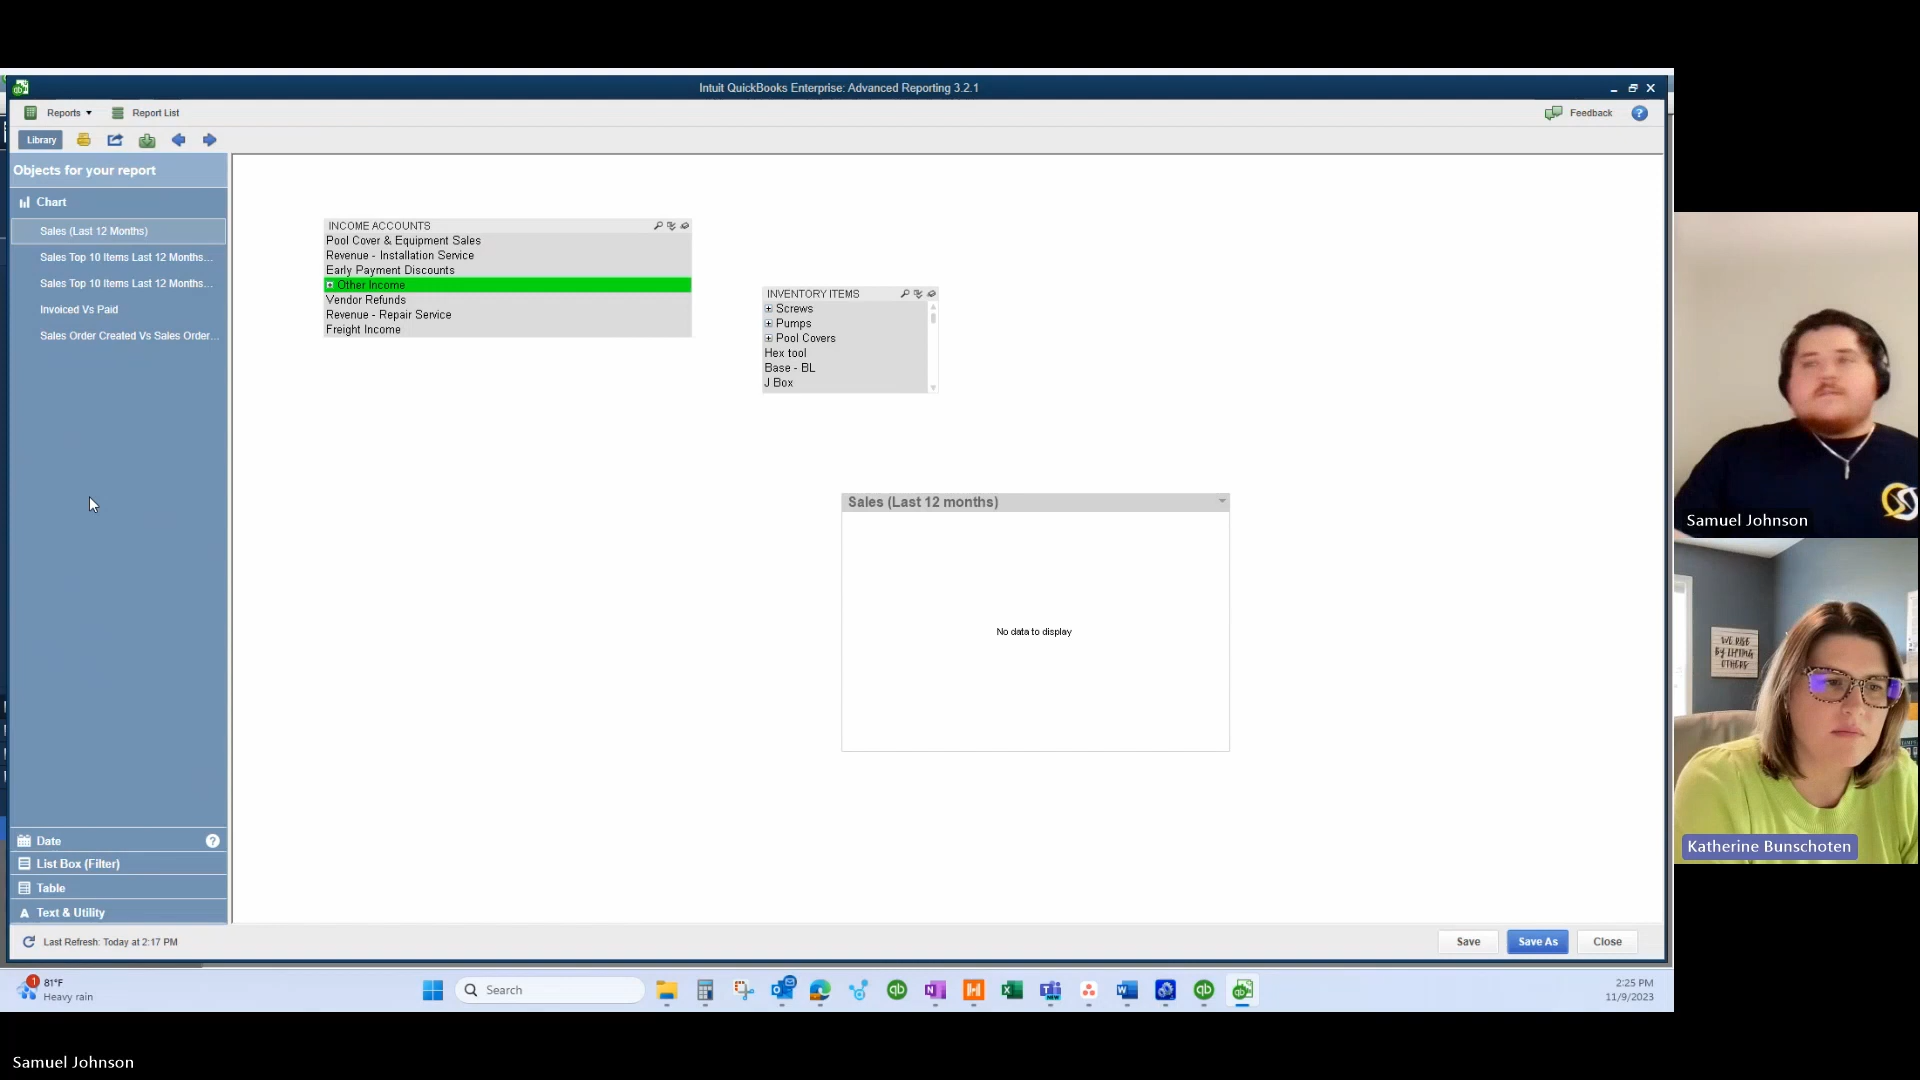 Intuit QuickBooks Enterprise: Advanced Reporting 3.2.1
Reports
Report List
Feedback
?
Library
Objects for your report
Chart
Sales (Last 12 Months)
Sales Top 10 Items Last 12 Months...
Sales Top 10 Items Last 12 Months...
Invoiced Vs Paid
Sales Order Created Vs Sales Order...
INCOME ACCOUNTS
Pool Cover & Equipment Sales
Revenue - Installation Service
Early Payment Discounts
Other Income
Vendor Refunds
Revenue - Repair Service
Freight Income
INVENTORY ITEMS
Screws
Pumps
Pool Covers
Hex tool
Base - BL
J Box
Sales (Last 12 months)
No data to display
Date
?
List Box (Filter)
Table
A Text & Utility
Last Refresh: Today at 2:17 PM
Save
Save As
Close
1
81°F
Heavy rain
Search
2:25 PM
11/9/2023
Samuel Johnson
WE RISE
BY LIFTING
OTHERS
Katherine Bunschoten
Samuel Johnson